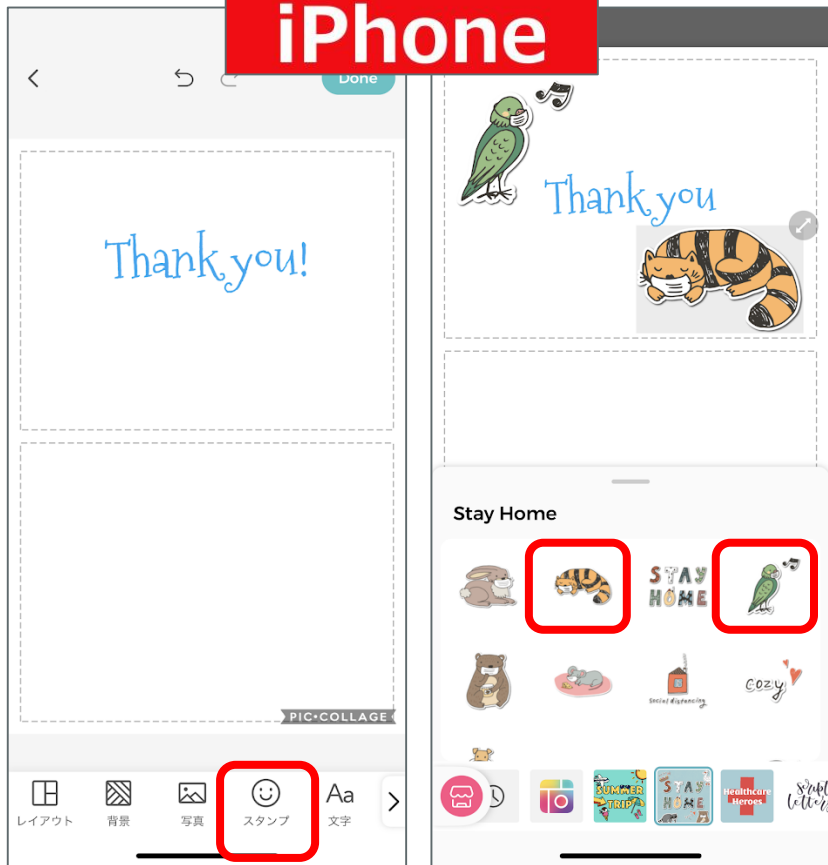 iPhone
Done
Thank you!
PIC•COLLAGE
レイアウト
背景
写真
スタンプ
Aa
文字
Thank you
Stay Home
STAY
HOME
social distancing
cozy
SUMMER
TRIP
STAY
HOME
Healthcare
Heroes
script